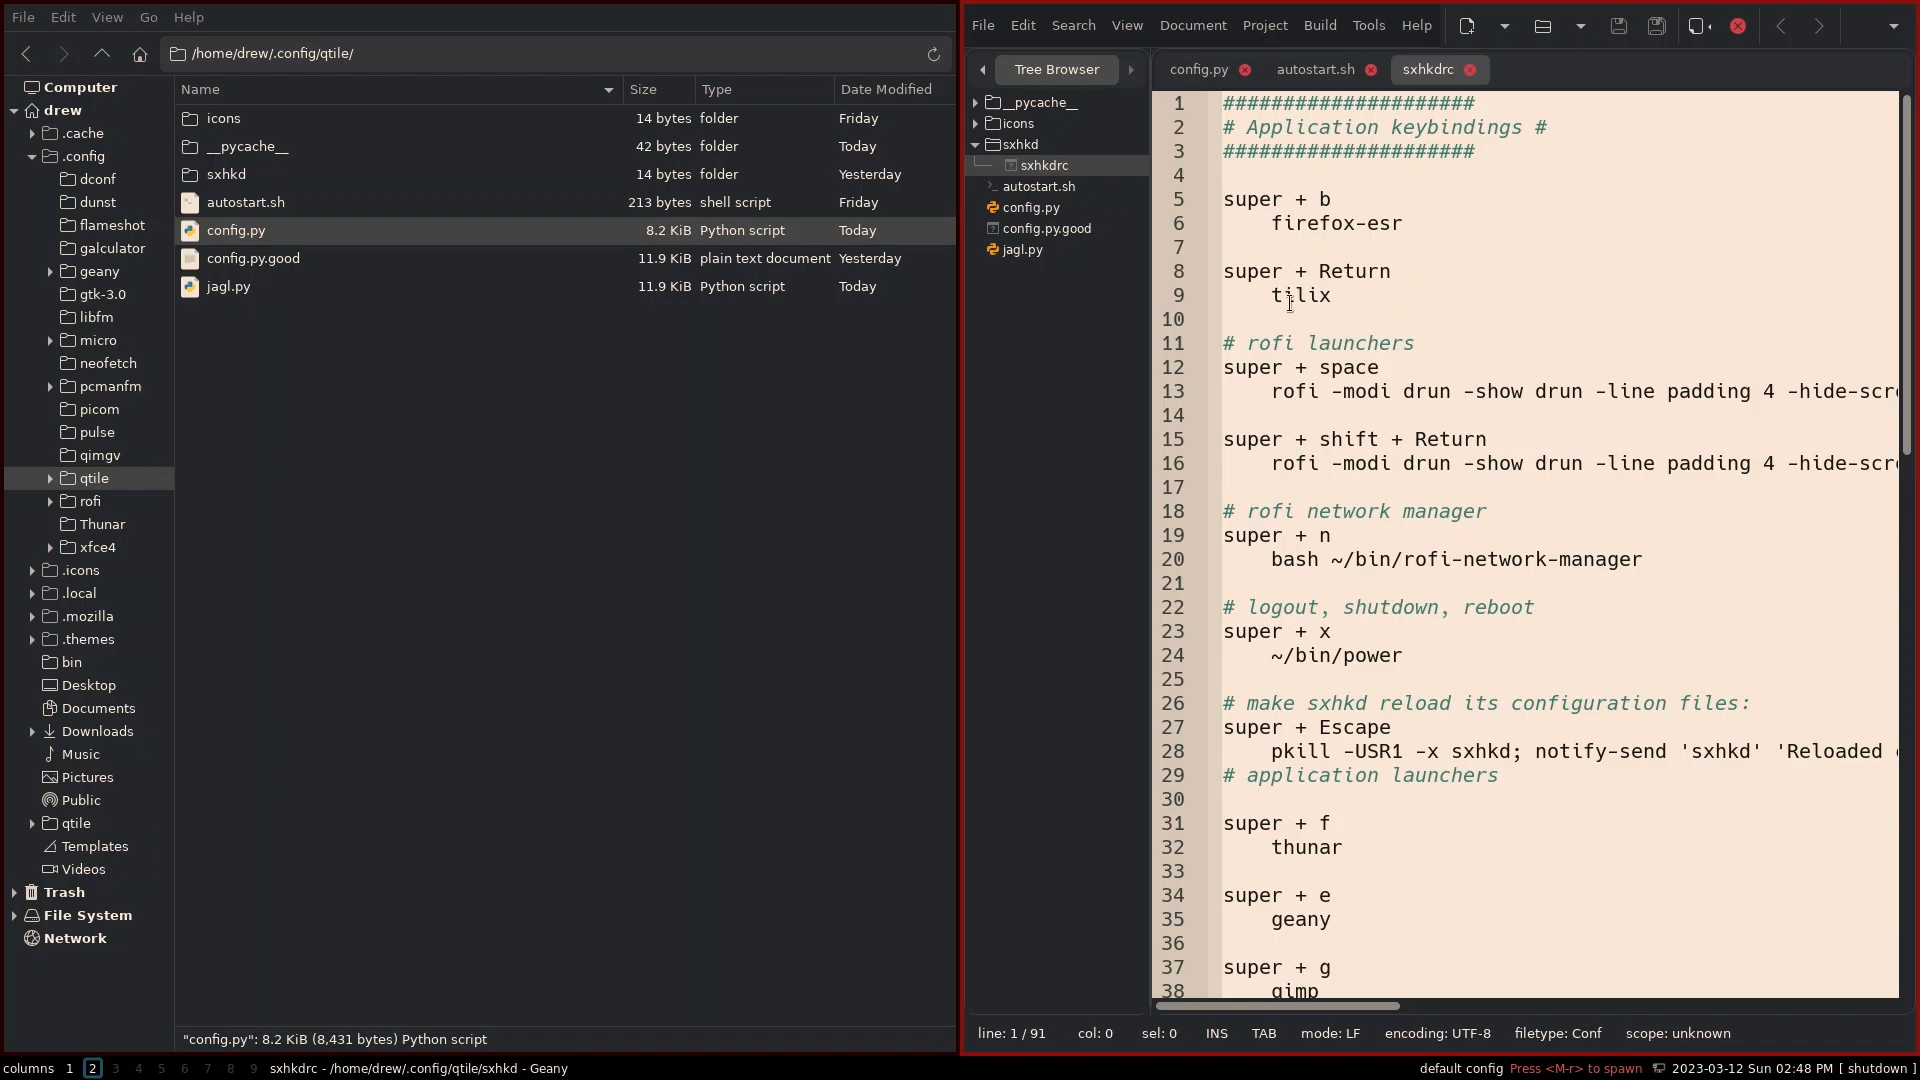 File Edit View Go Help
/home/drew/.config/qtile/
Computer
drew
.cache
.config
dconf
dunst
flameshot
galculator
geany
gtk-3.0
libfm
micro
neofetch
pcmanfm
picom
pulse
qimgv
qtile
rofi
Thunar
xfce4
.icons
.local
.mozilla
.themes
bin
Desktop
Documents
Downloads
Music
Pictures
Public
qtile
Templates
Videos
Trash
File System
Network
Name Size Type Date Modified
icons 14 bytes folder Friday
__pycache__ 42 bytes folder Today
sxhkd 14 bytes folder Yesterday
autostart.sh 213 bytes shell script Friday
config.py 8.2 KiB Python script Today
config.py.good 11.9 KiB plain text document Yesterday
jagl.py 11.9 KiB Python script Today
"config.py": 8.2 KiB (8,431 bytes) Python script
File Edit Search View Document Project Build Tools Help
Tree Browser
config.py autostart.sh sxhkdrc
__pycache__
icons
sxhkd
sxhkdrc
autostart.sh
config.py
config.py.good
jagl.py
1 #####################
2 # Application keybindings #
3 #####################
4
5 super + b
6 firefox-esr
7
8 super + Return
9 tilix
10
11 # rofi launchers
12 super + space
13 rofi -modi drun -show drun -line padding 4 -hide-scr
14
15 super + shift + Return
16 rofi -modi drun -show drun -line padding 4 -hide-scr
17
18 # rofi network manager
19 super + n
20 bash ~/bin/rofi-network-manager
21
22 # logout, shutdown, reboot
23 super + x
24 ~/bin/power
25
26 # make sxhkd reload its configuration files:
27 super + Escape
28 pkill -USR1 -x sxhkd; notify-send 'sxhkd' 'Reloaded
29 # application launchers
30
31 super + f
32 thunar
33
34 super + e
35 geany
36
37 super + g
38 gimp
line: 1 / 91 col: 0 sel: 0 INS TAB mode: LF encoding: UTF-8 filetype: Conf scope: unknown
columns 1 2 3 4 5 6 7 8 9 sxhkdrc - /home/drew/.config/qtile/sxhkd - Geany default config Press <M-r> to spawn 2023-03-12 Sun 02:48 PM [ shutdown ]